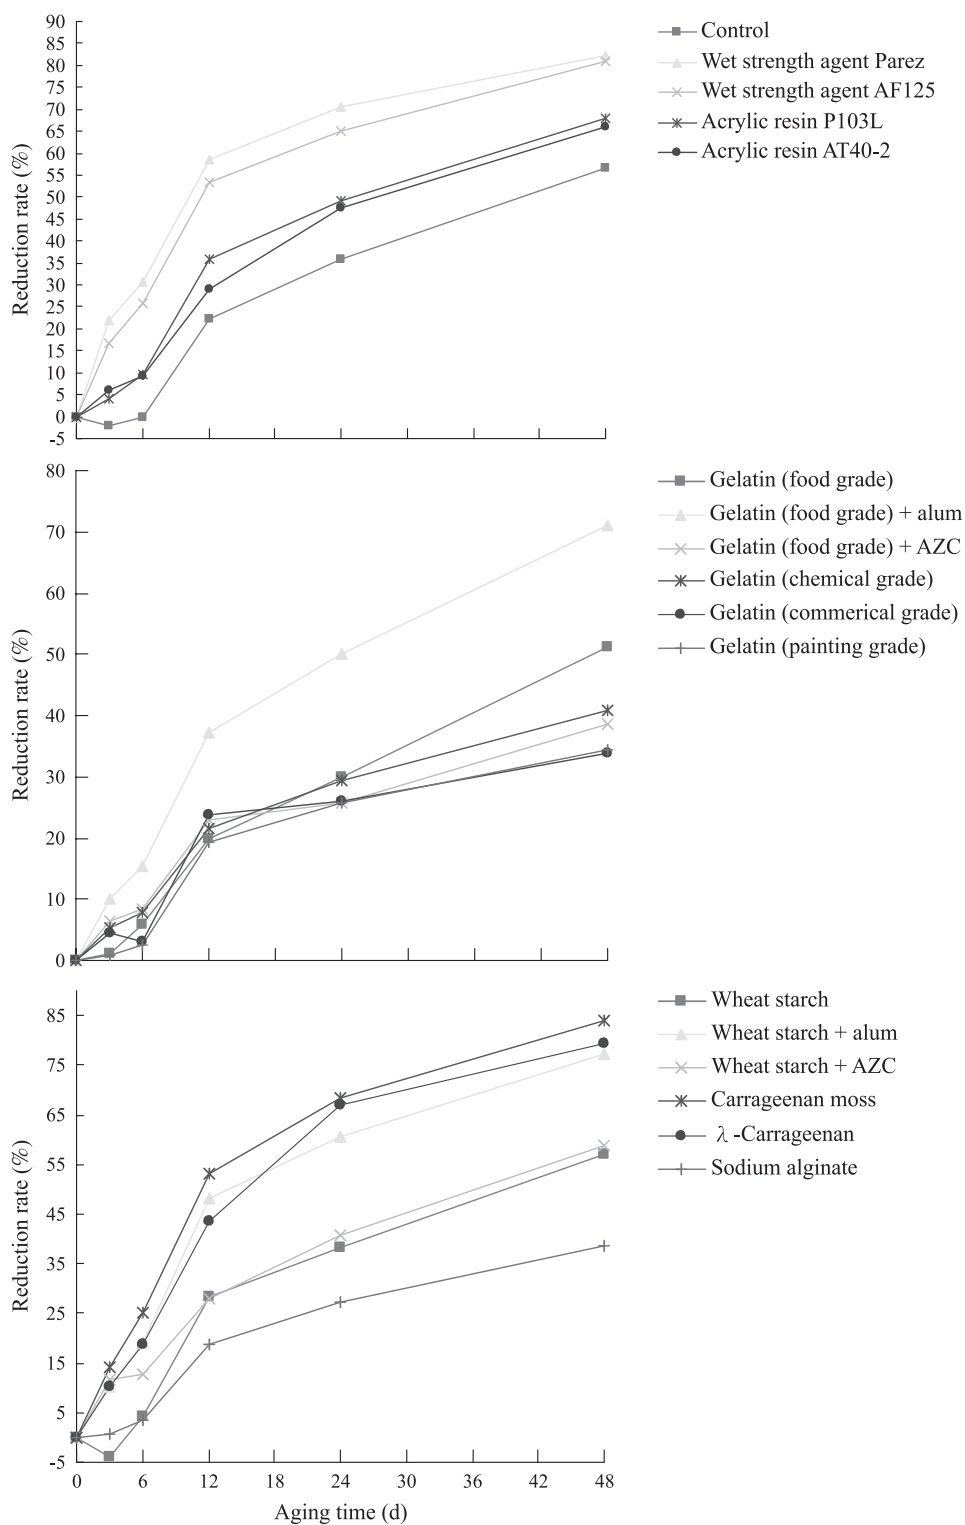 90
85
80
75
70
65
60
55
50
45
40
35
30
25
20
15
10
5
0
-5
Reduction rate (%)
Control
Wet strength agent Parez
Wet strength agent AF125
Acrylic resin P103L
Acrylic resin AT40-2
80
70
60
50
40
30
20
10
0
Reduction rate (%)
Gelatin (food grade)
Gelatin (food grade) + alum
Gelatin (food grade) + AZC
Gelatin (chemical grade)
Gelatin (commerical grade)
Gelatin (painting grade)
85
75
65
55
45
35
25
15
5
-5
Reduction rate (%)
Wheat starch
Wheat starch + alum
Wheat starch + AZC
Carrageenan moss
λ -Carrageenan
Sodium alginate
0 6 12 18 24 30 36 42 48
Aging time (d)